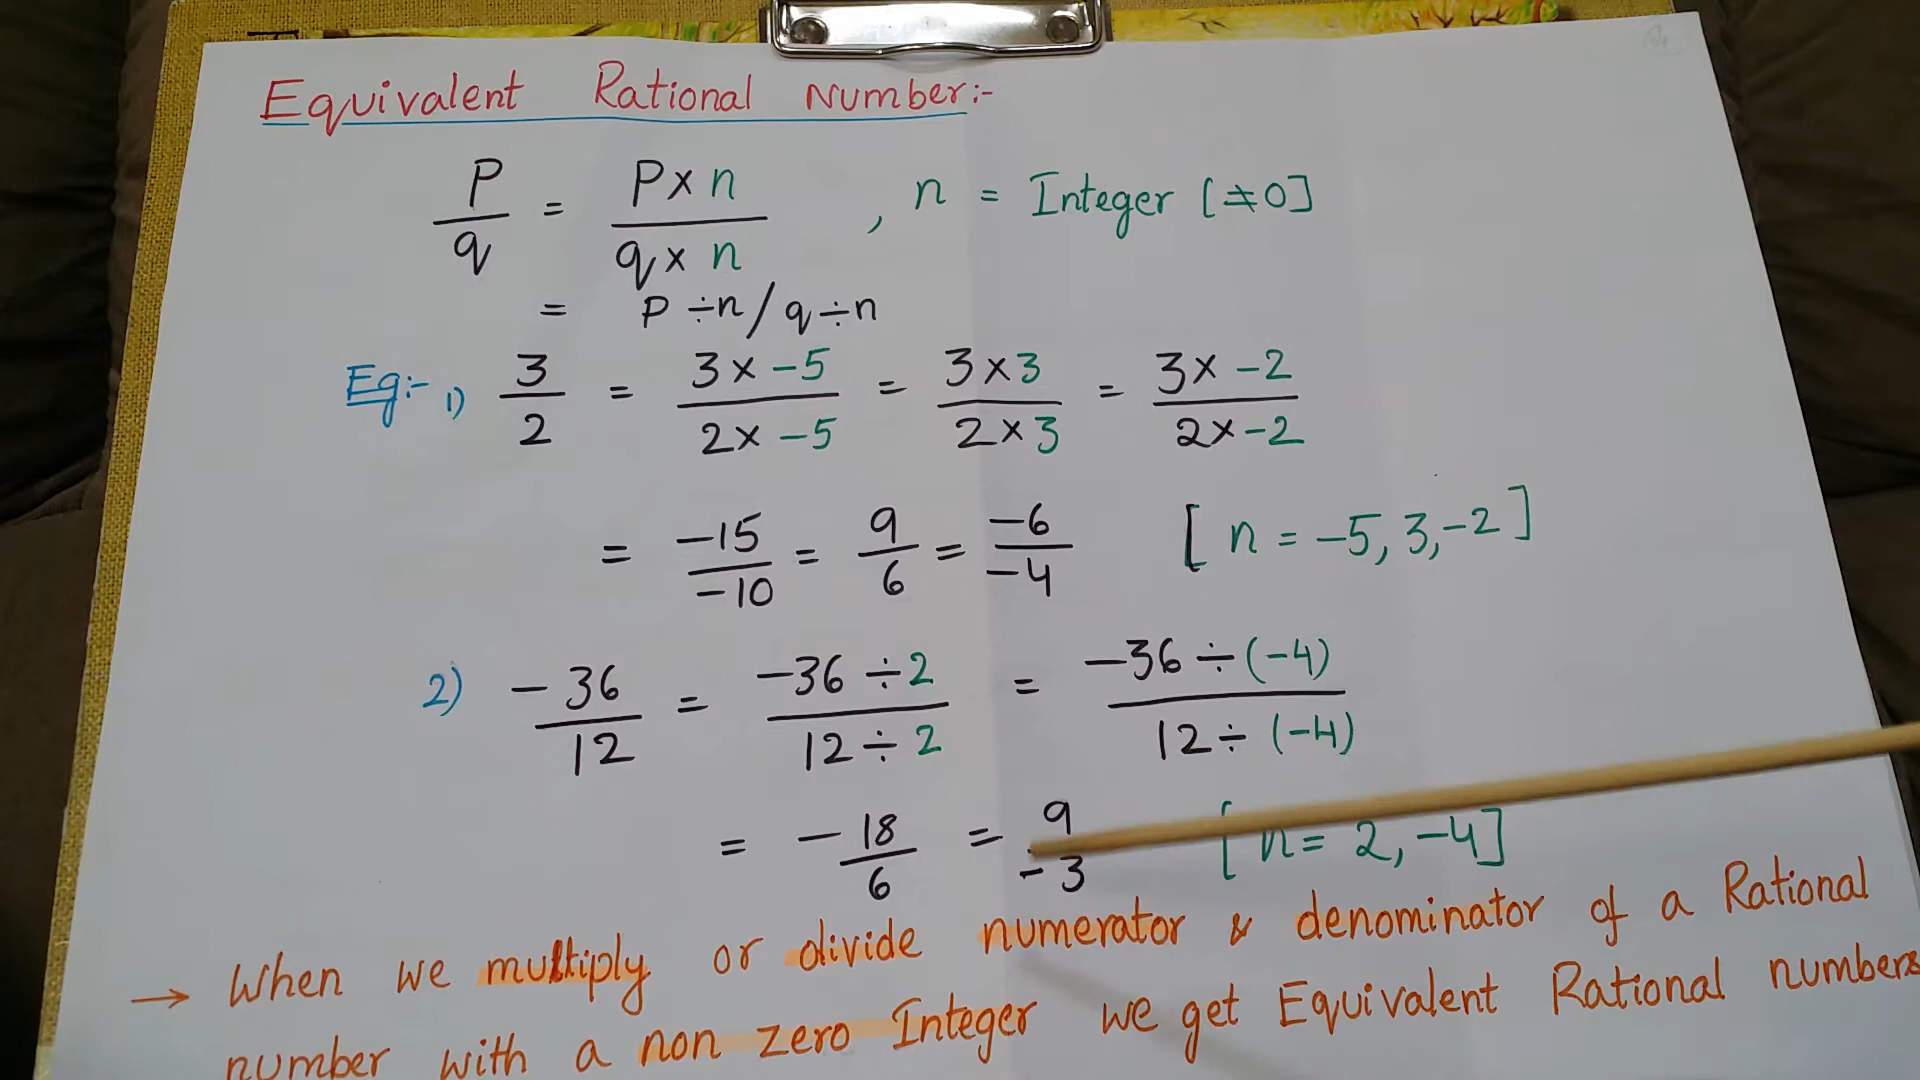 Equivalent Rational Number:-
P/q = P×n/q×n , n = Integer [≠0]
= P÷n/q÷n
Eg:- 1) 3/2 = 3×-5/2×-5 = 3×3/2×3 = 3×-2/2×-2
= -15/-10 = 9/6 = -6/-4 [n = -5, 3, -2]
2) -36/12 = -36÷2/12÷2 = -36÷(-4)/12÷(-4)
= -18/6 = 9/-3 [n= 2, -4]
→ When we multiply or divide numerator & denominator of a Rational
number with a non zero Integer we get Equivalent Rational numbers